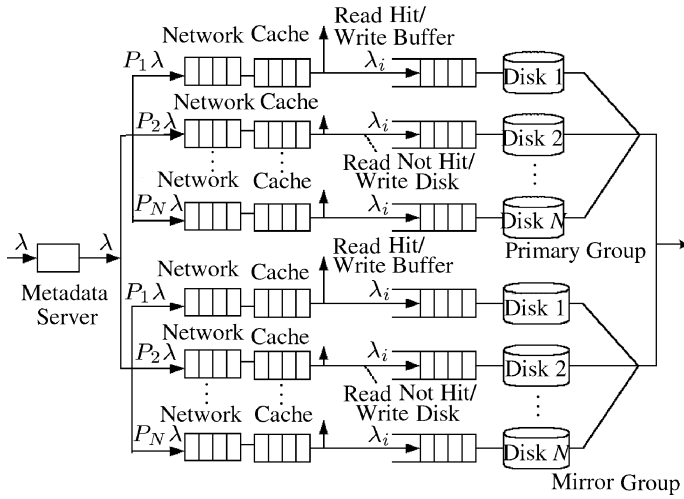 Read Hit/
Write Buffer
Network Cache
P₁λ
λᵢ
Disk 1
Network Cache
P₂λ
λᵢ
Disk 2
Read Not Hit/
Write Disk
Network Cache
P_Nλ
λᵢ
Disk N
Primary Group
λ
λ
Metadata
Server
Read Hit/
Write Buffer
Network Cache
P₁λ
λᵢ
Disk 1
Network Cache
P₂λ
λᵢ
Disk 2
Read Not Hit/
Write Disk
Network Cache
P_Nλ
λᵢ
Disk N
Mirror Group